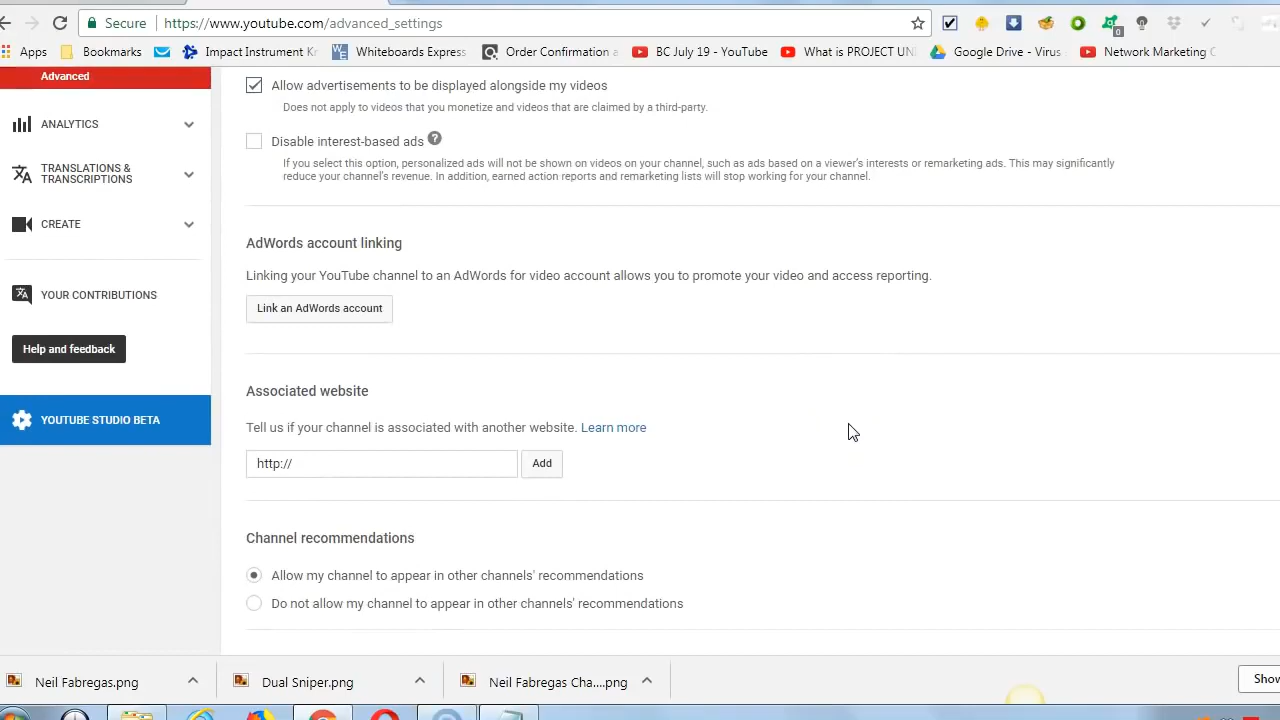 Secure https://www.youtube.com/advanced_settings
0
Apps Bookmarks Impact Instrument Kr Whiteboards Express Order Confirmation a BC July 18 - YouTube What is PROJECT UNI Google Drive - Virus Network Marketing C
Advanced
Allow advertisements to be displayed alongside my videos
Does not apply to videos that you monetize and videos that are claimed by a third-party.
ANALYTICS
Disable interest-based ads ?
If you select this option, personalized ads will not be shown on videos on your channel, such as ads based on a viewer's interests or remarketing ads. This may significantly
reduce your channel's revenue. In addition, earned action reports and remarketing lists will stop working for your channel.
TRANSLATIONS &
TRANSCRIPTIONS
CREATE
AdWords account linking
Linking your YouTube channel to an AdWords for video account allows you to promote your video and access reporting.
YOUR CONTRIBUTIONS
Link an AdWords account
Help and feedback
Associated website
YOUTUBE STUDIO BETA
Tell us if your channel is associated with another website. Learn more
http:// Add
Channel recommendations
Allow my channel to appear in other channels' recommendations
Do not allow my channel to appear in other channels' recommendations
Neil Fabregas.png Dual Sniper.png Neil Fabregas Cha....png Show